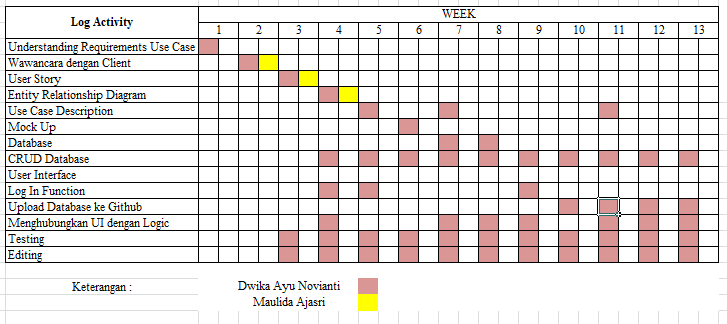 Log Activity
WEEK
1 2 3 4 5 6 7 8 9 10 11 12 13
Understanding Requirements Use Case
Wawancara dengan Client
User Story
Entity Relationship Diagram
Use Case Description
Mock Up
Database
CRUD Database
User Interface
Log In Function
Upload Database ke Github
Menghubungkan UI dengan Logic
Testing
Editing
Keterangan : Dwika Ayu Novianti
Maulida Ajasri